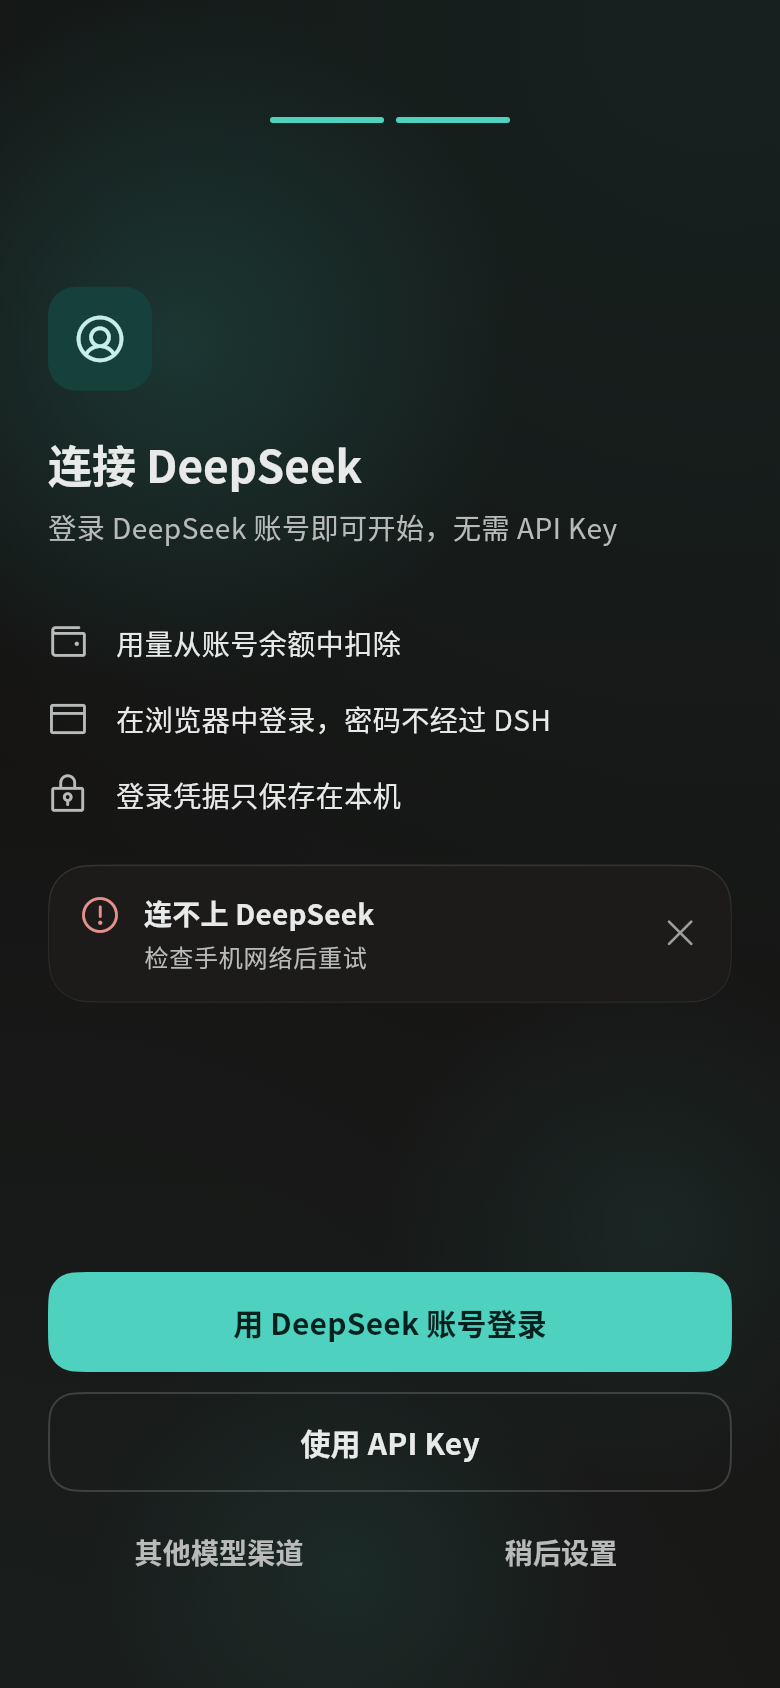 连接 DeepSeek
登录 DeepSeek 账号即可开始，无需 API Key
用量从账号余额中扣除
在浏览器中登录，密码不经过 DSH
登录凭据只保存在本机
连不上 DeepSeek
检查手机网络后重试
用 DeepSeek 账号登录
使用 API Key
其他模型渠道
稍后设置